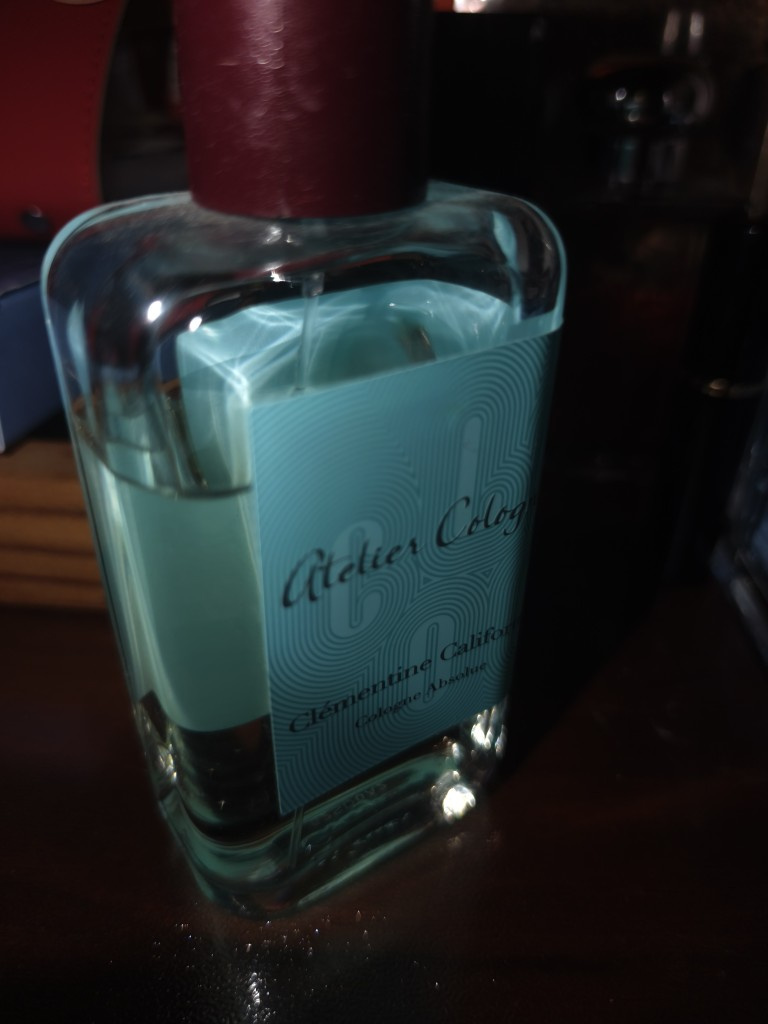 Atelier Colog
Clémentine Califor
Cologne Absolue